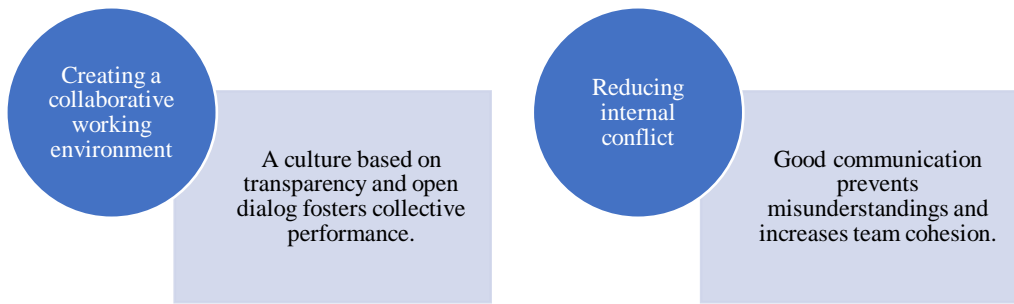 Creating a
collaborative
working
environment
A culture based on
transparency and open
dialog fosters collective
performance.
Reducing
internal
conflict
Good communication
prevents
misunderstandings and
increases team cohesion.